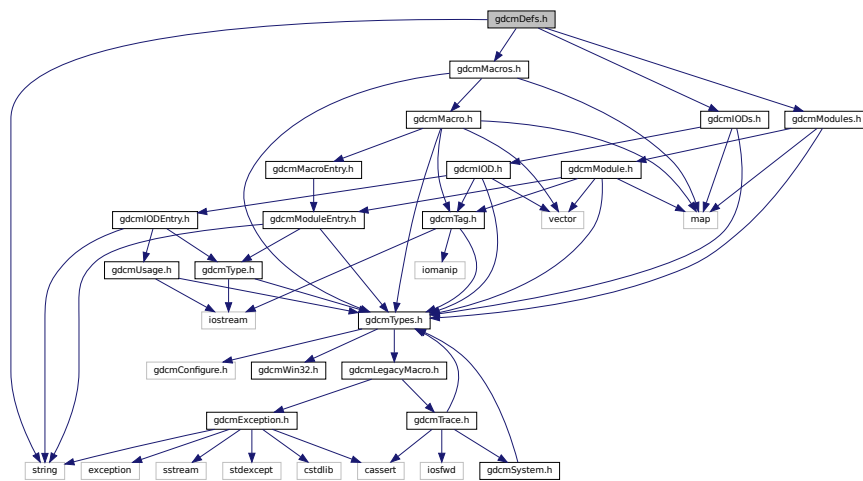 gdcmDefs.h
gdcmMacros.h
gdcmMacro.h
gdcmIODs.h
gdcmModules.h
gdcmMacroEntry.h
gdcmIOD.h
gdcmModule.h
gdcmIODEntry.h
gdcmModuleEntry.h
gdcmTag.h
vector
map
gdcmUsage.h
gdcmType.h
iomanip
iostream
gdcmTypes.h
gdcmConfigure.h
gdcmWin32.h
gdcmLegacyMacro.h
gdcmException.h
gdcmTrace.h
string
exception
sstream
stdexcept
cstdlib
cassert
iosfwd
gdcmSystem.h